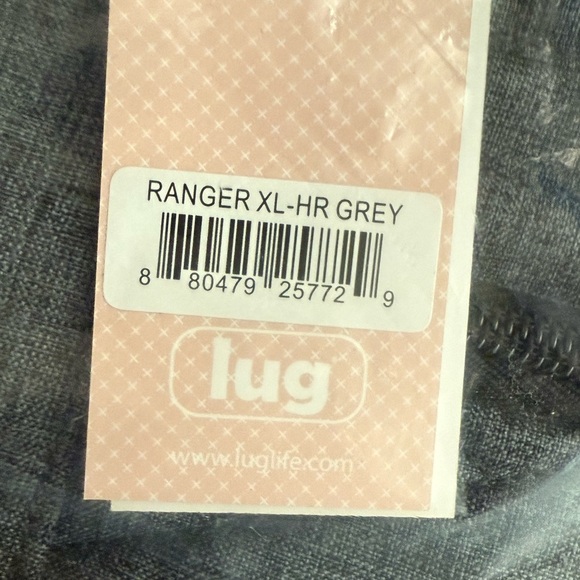 RANGER XL-HR GREY
8 80479 25772 9
lug
www.luglife.com